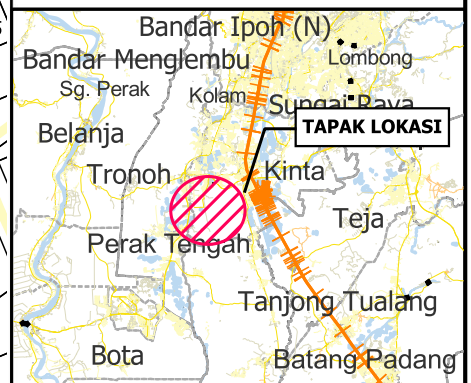 Bandar Ipoh (N)
Bandar Menglembu
Lombong
Sg. Perak
Kolam
Sungai Raya
TAPAK LOKASI
Belanja
Tronoh
Kinta
Teja
Perak Tengah
Tanjong Tualang
Bota
Batang Padang